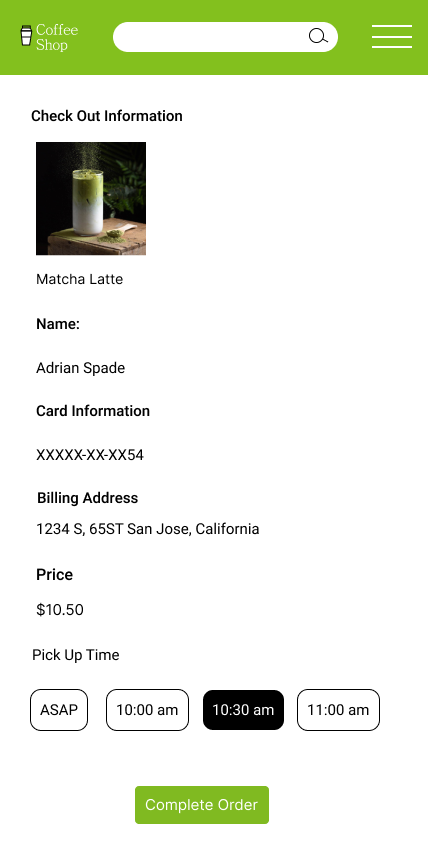 Coffee
Shop
Check Out Information
Matcha Latte
Name:
Adrian Spade
Card Information
XXXXX-XX-XX54
Billing Address
1234 S, 65ST San Jose, California
Price
$10.50
Pick Up Time
ASAP 10:00 am 10:30 am 11:00 am
Complete Order